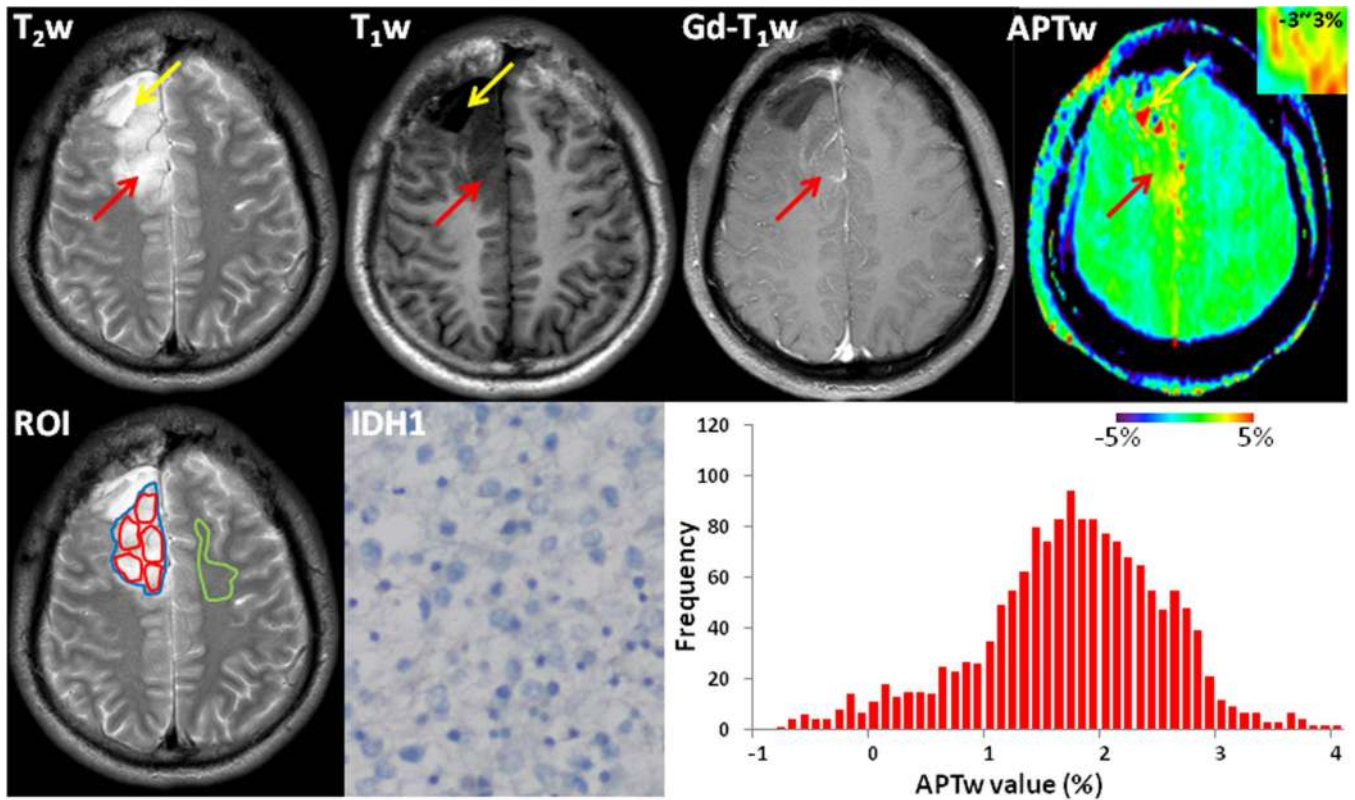 T₂w
T₁w
Gd-T₁w
APTw
-3~3%
ROI
IDH1
-5%
5%
120
100
80
60
40
20
0
Frequency
-1
0
1
2
3
4
APTw value (%)